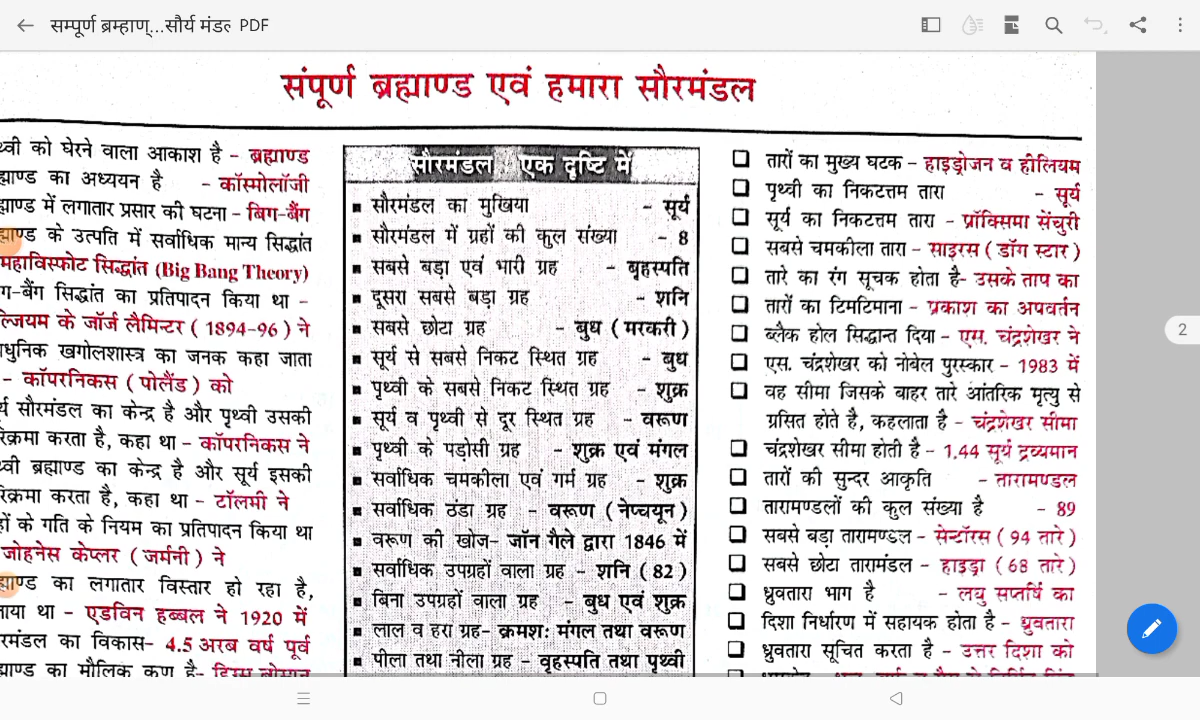 सम्पूर्ण ब्रम्हाण्...सौर्य मंडल PDF
संपूर्ण ब्रह्माण्ड एवं हमारा सौरमंडल
थ्वी को घेरने वाला आकाश है - ब्रह्माण्ड
ह्माण्ड का अध्ययन है - कॉस्मोलॉजी
ह्माण्ड में लगातार प्रसार की घटना - बिग-बैंग
ह्माण्ड के उत्पति में सर्वाधिक मान्य सिद्धांत
महाविस्फोट सिद्धांत (Big Bang Theory)
ग-बैंग सिद्धांत का प्रतिपादन किया था -
ल्जियम के जॉर्ज लैमिन्टर (1894-96) ने
धुनिक खगोलशास्त्र का जनक कहा जाता
- कॉपरनिकस (पोलैंड) को
र्य सौरमंडल का केन्द्र है और पृथ्वी उसकी
रिक्रमा करता है, कहा था - कॉपरनिकस ने
थ्वी ब्रह्माण्ड का केन्द्र है और सूर्य इसकी
रिक्रमा करता है, कहा था - टॉलमी ने
हों के गति के नियम का प्रतिपादन किया था
जोहनेस केप्लर (जर्मनी) ने
ह्माण्ड का लगातार विस्तार हो रहा है,
ताया था - एडविन हब्बल ने 1920 में
रमंडल का विकास- 4.5 अरब वर्ष पूर्व
ह्माण्ड का मौलिक कण है- हिग्स बोसान
सौरमंडल एक दृष्टि में
▪ सौरमंडल का मुखिया - सूर्य
▪ सौरमंडल में ग्रहों की कुल संख्या - 8
▪ सबसे बड़ा एवं भारी ग्रह - बृहस्पति
▪ दूसरा सबसे बड़ा ग्रह - शनि
▪ सबसे छोटा ग्रह - बुध (मरकरी)
▪ सूर्य से सबसे निकट स्थित ग्रह - बुध
▪ पृथ्वी के सबसे निकट स्थित ग्रह - शुक्र
▪ सूर्य व पृथ्वी से दूर स्थित ग्रह - वरूण
▪ पृथ्वी के पड़ोसी ग्रह - शुक्र एवं मंगल
▪ सर्वाधिक चमकीला एवं गर्म ग्रह - शुक्र
▪ सर्वाधिक ठंडा ग्रह - वरूण (नेप्चयून)
▪ वरूण की खोज- जॉन गैले द्वारा 1846 में
▪ सर्वाधिक उपग्रहों वाला ग्रह - शनि (82)
▪ बिना उपग्रहों वाला ग्रह - बुध एवं शुक्र
▪ लाल व हरा ग्रह- क्रमशः मंगल तथा वरूण
▪ पीला तथा नीला ग्रह - वृहस्पति तथा पृथ्वी
❑ तारों का मुख्य घटक - हाइड्रोजन व हीलियम
❑ पृथ्वी का निकटत्तम तारा - सूर्य
❑ सूर्य का निकटत्तम तारा - प्रॉक्सिमा सेंचुरी
❑ सबसे चमकीला तारा - साइरस (डॉग स्टार)
❑ तारे का रंग सूचक होता है- उसके ताप का
❑ तारों का टिमटिमाना - प्रकाश का अपवर्तन
❑ ब्लैक होल सिद्धान्त दिया - एस. चंद्रशेखर ने
❑ एस. चंद्रशेखर को नोबेल पुरस्कार - 1983 में
❑ वह सीमा जिसके बाहर तारे आंतरिक मृत्यु से
ग्रसित होते है, कहलाता है - चंद्रशेखर सीमा
❑ चंद्रशेखर सीमा होती है - 1.44 सूर्य द्रव्यमान
❑ तारों की सुन्दर आकृति - तारामण्डल
❑ तारामण्डलों की कुल संख्या है - 89
❑ सबसे बड़ा तारामण्डल - सेन्टॉरस (94 तारे)
❑ सबसे छोटा तारामंडल - हाइड्रा (68 तारे)
❑ ध्रुवतारा भाग है - लघु सप्तर्षि का
❑ दिशा निर्धारण में सहायक होता है - ध्रुवतारा
❑ ध्रुवतारा सूचित करता है - उत्तर दिशा को
2